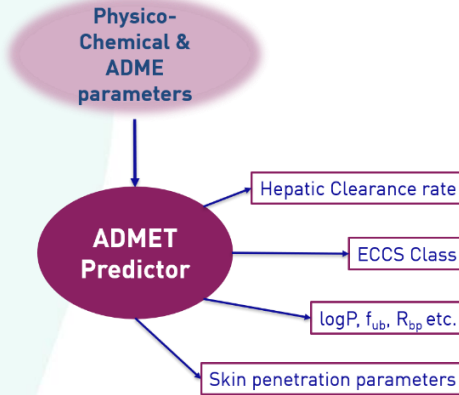 Physico-
Chemical &
ADME
parameters
Hepatic Clearance rate
ADMET
Predictor
ECCS Class
logP, fub, Rbp etc.
Skin penetration parameters